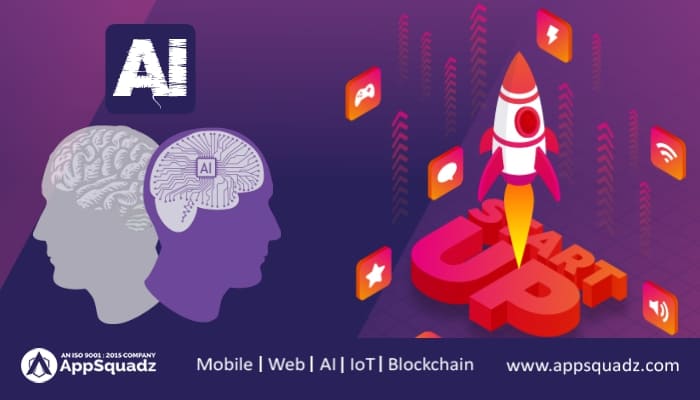 AI
AI
START
UP
AN ISO 9001 : 2015 COMPANY
AppSquadz
Mobile | Web | AI | IoT | Blockchain
www.appsquadz.com